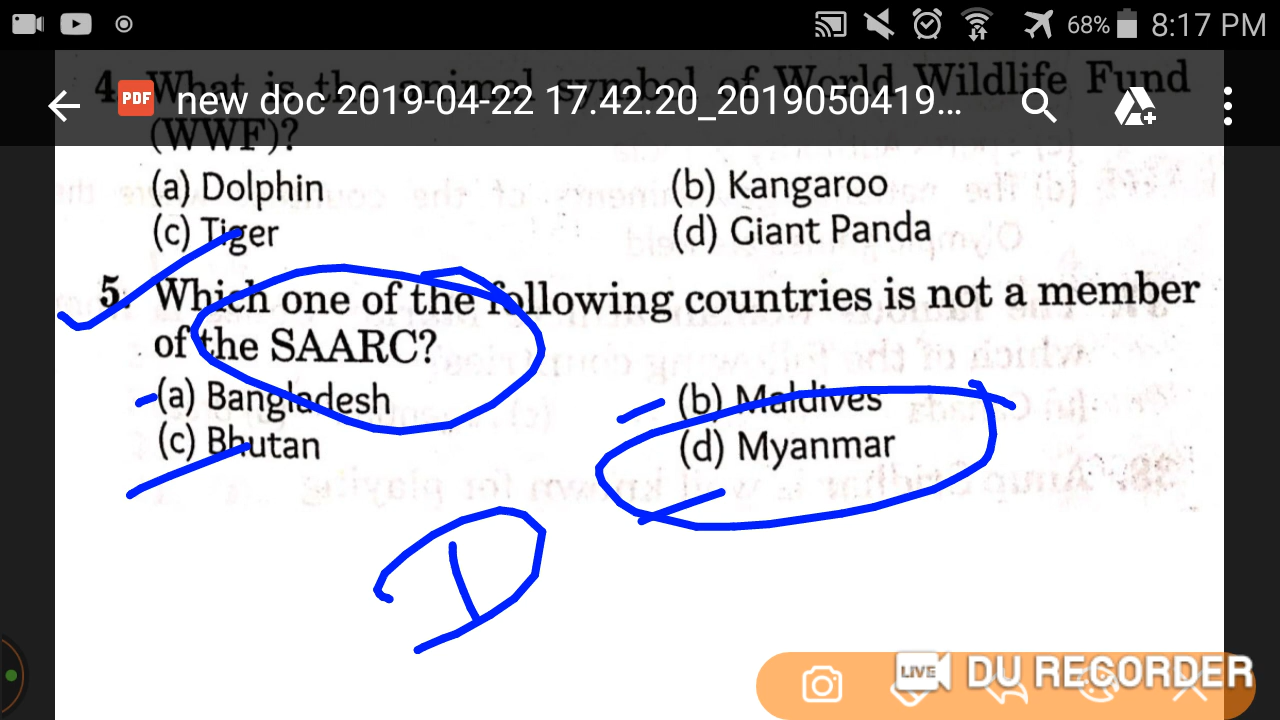 68% 8:17 PM
4. What is the animal symbol of World Wildlife Fund
PDF new doc 2019-04-22 17.42.20_2019050419...
(WWF)?
(a) Dolphin (b) Kangaroo
(c) Tiger (d) Giant Panda
5. Which one of the following countries is not a member
of the SAARC?
(a) Bangladesh (b) Maldives
(c) Bhutan (d) Myanmar
D
LIVE DU RECORDER